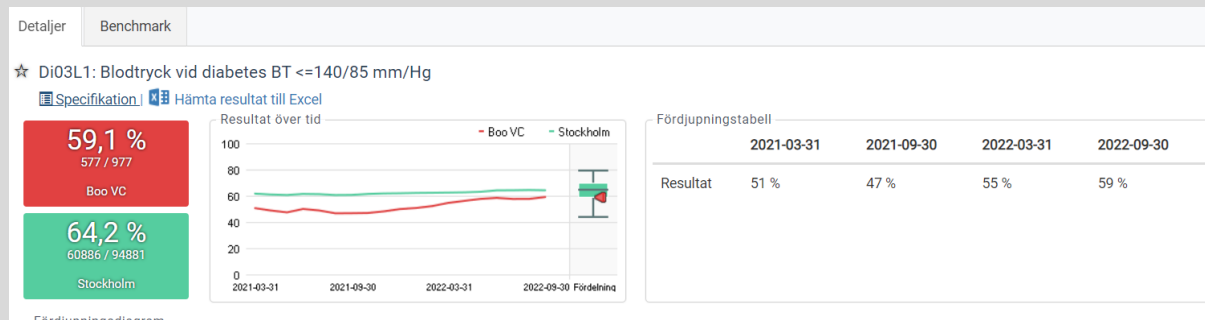 Detaljer Benchmark
☆ Di03L1: Blodtryck vid diabetes BT <=140/85 mm/Hg
Specifikation | Hämta resultat till Excel
59,1 %
577 / 977
Boo VC
64,2 %
60886 / 94881
Stockholm
Resultat över tid
Boo VC Stockholm
100
80
60
40
20
0
2021-03-31 2021-09-30 2022-03-31 2022-09-30 Fördelning
Fördjupningstabell
2021-03-31 2021-09-30 2022-03-31 2022-09-30
Resultat 51 % 47 % 55 % 59 %
Fördjupningsdiagram